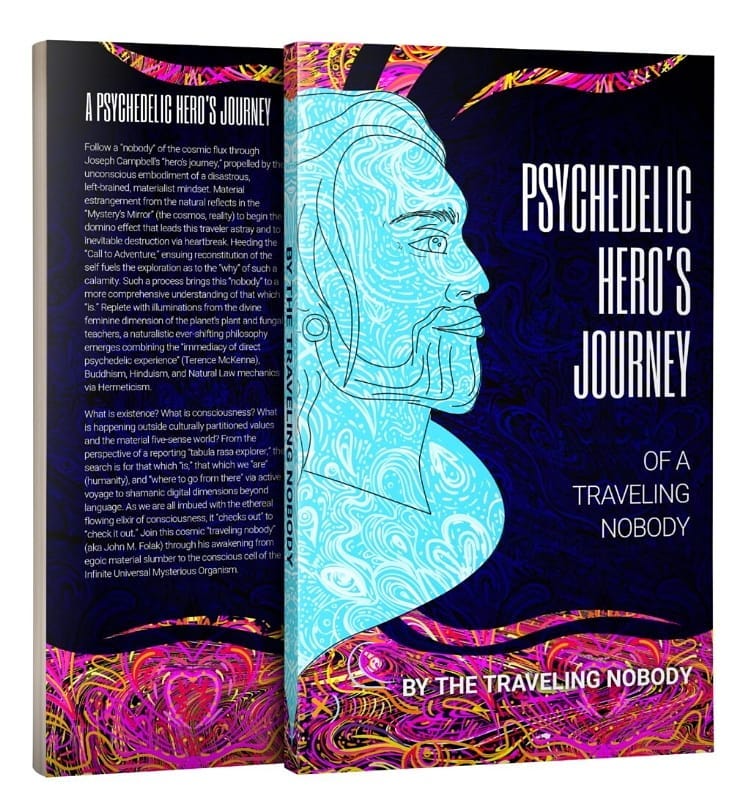 A PSYCHEDELIC HERO'S JOURNEY
Follow a "nobody" of the cosmic flux through
Joseph Campbell's "hero's journey," propelled by the
unconscious embodiment of a disastrous,
left-brained, materialist mindset. Material
estrangement from the natural reflects in the
"Mystery's Mirror" (the cosmos, reality) to begin the
domino effect that leads this traveler astray and to
inevitable destruction via heartbreak. Heeding the
"Call to Adventure," ensuing reconstitution of the
self fuels the exploration as to the "why" of such a
calamity. Such a process brings this "nobody" to a
more comprehensive understanding of that which
"is." Replete with illuminations from the divine
feminine dimension of the planet's plant and fungal
teachers, a naturalistic ever-shifting philosophy
emerges combining the "immediacy of direct
psychedelic experience" (Terence McKenna),
Buddhism, Hinduism, and Natural Law mechanics
via Hermeticism.
What is existence? What is consciousness? What
is happening outside culturally partitioned values
and the material five-sense world? From the
perspective of a reporting "tabula rasa explorer," the
search is for that which "is," that which we "are"
(humanity), and "where to go from there" via active
voyage to shamanic digital dimensions beyond
language. As we are all imbued with the ethereal
flowing elixir of consciousness, it "checks out" to
"check it out." Join this cosmic "traveling nobody"
(aka John M. Folak) through his awakening from
egoic material slumber to the conscious cell of the
Infinite Universal Mysterious Organism.
BY THE TRAVELING NOBODY
PSYCHEDELIC
HERO'S
JOURNEY
OF A
TRAVELING
NOBODY
BY THE TRAVELING NOBODY